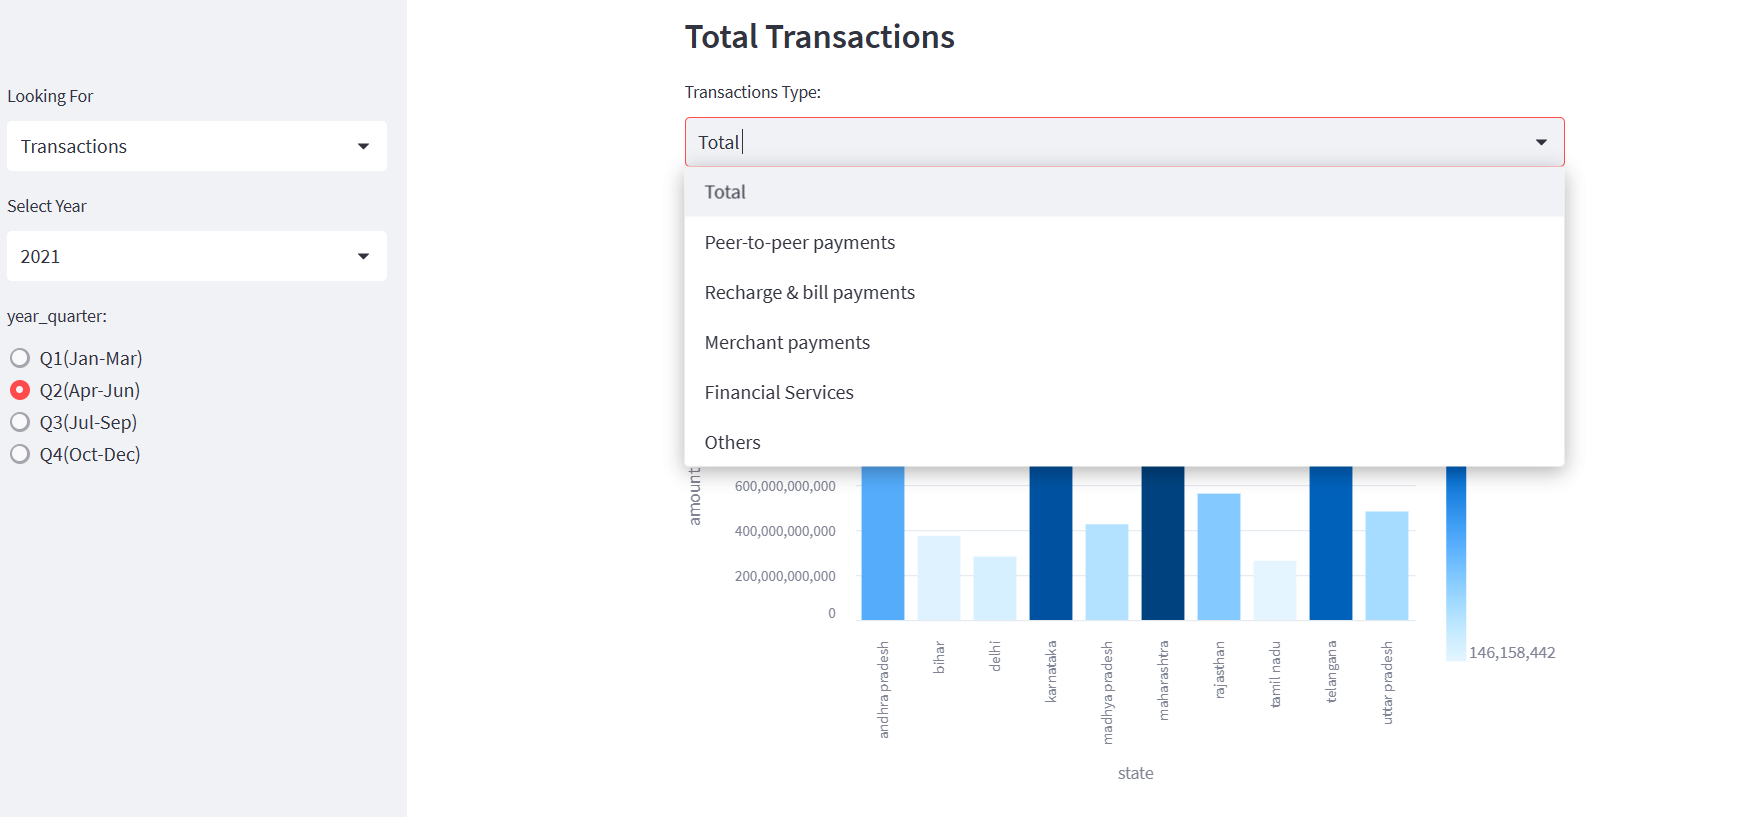 Looking For
Transactions
Select Year
2021
year_quarter:
Q1(Jan-Mar)
Q2(Apr-Jun)
Q3(Jul-Sep)
Q4(Oct-Dec)
Total Transactions
Transactions Type:
Total
Total
Peer-to-peer payments
Recharge & bill payments
Merchant payments
Financial Services
Others
amount
600,000,000,000
400,000,000,000
200,000,000,000
0
andhra pradesh
bihar
delhi
karnataka
madhya pradesh
maharashtra
rajasthan
tamil nadu
telangana
uttar pradesh
state
146,158,442